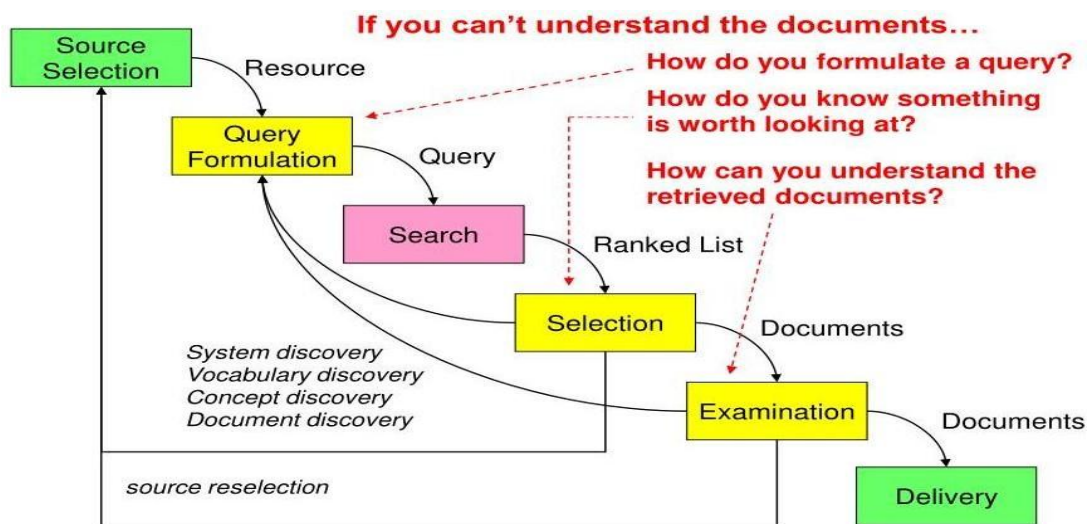 If you can't understand the documents…
Source
Selection
Resource
How do you formulate a query?
How do you know something
is worth looking at?
Query
Formulation
Query
How can you understand the
retrieved documents?
Search
Ranked List
Selection
Documents
System discovery
Vocabulary discovery
Concept discovery
Document discovery
Examination
Documents
source reselection
Delivery